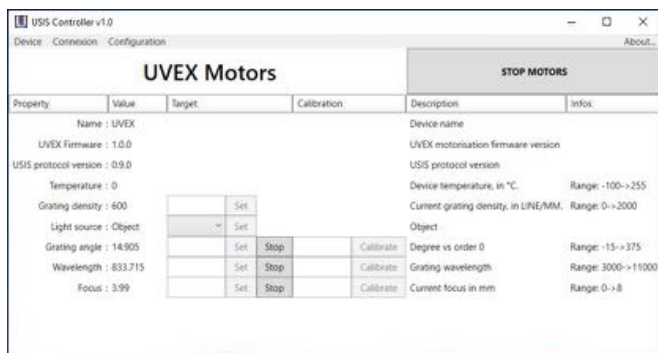 USIS Controller v1.0
Device Connexion Configuration About...
UVEX Motors STOP MOTORS
Property Value Target Calibration Description Infos
Name : UVEX Device name
UVEX Firmware : 1.0.0 UVEX motorisation firmware version
USIS protocol version : 0.9.0 USIS protocol version
Temperature : 0 Device temperature, in °C. Range: -100->255
Grating density : 600 Set Current grating density, in LINE/MM. Range: 0->2000
Light source : Object Set Object
Grating angle : 14.905 Set Stop Calibrate Degree vs order 0 Range: -15->375
Wavelength : 833.715 Set Stop Calibrate Grating wavelength Range: 3000->11000
Focus : 3.99 Set Stop Calibrate Current focus in mm Range: 0->8